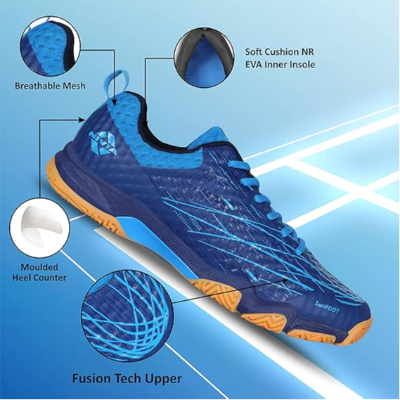 Soft Cushion NR
EVA Inner Insole
Breathable Mesh
Moulded
Heel Counter
Fusion Tech Upper